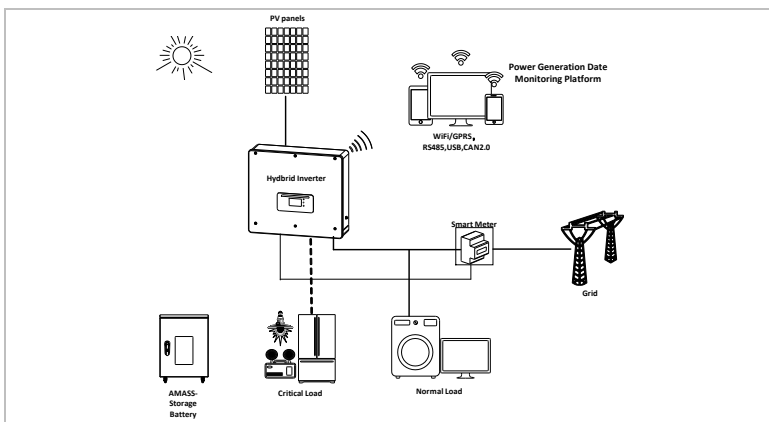 PV panels
Power Generation Date
Monitoring Platform
WiFi/GPRS,
RS485,USB,CAN2.0
Hydbrid Inverter
Smart Meter
Grid
AMASS-
Storage
Battery
Critical Load
Normal Load